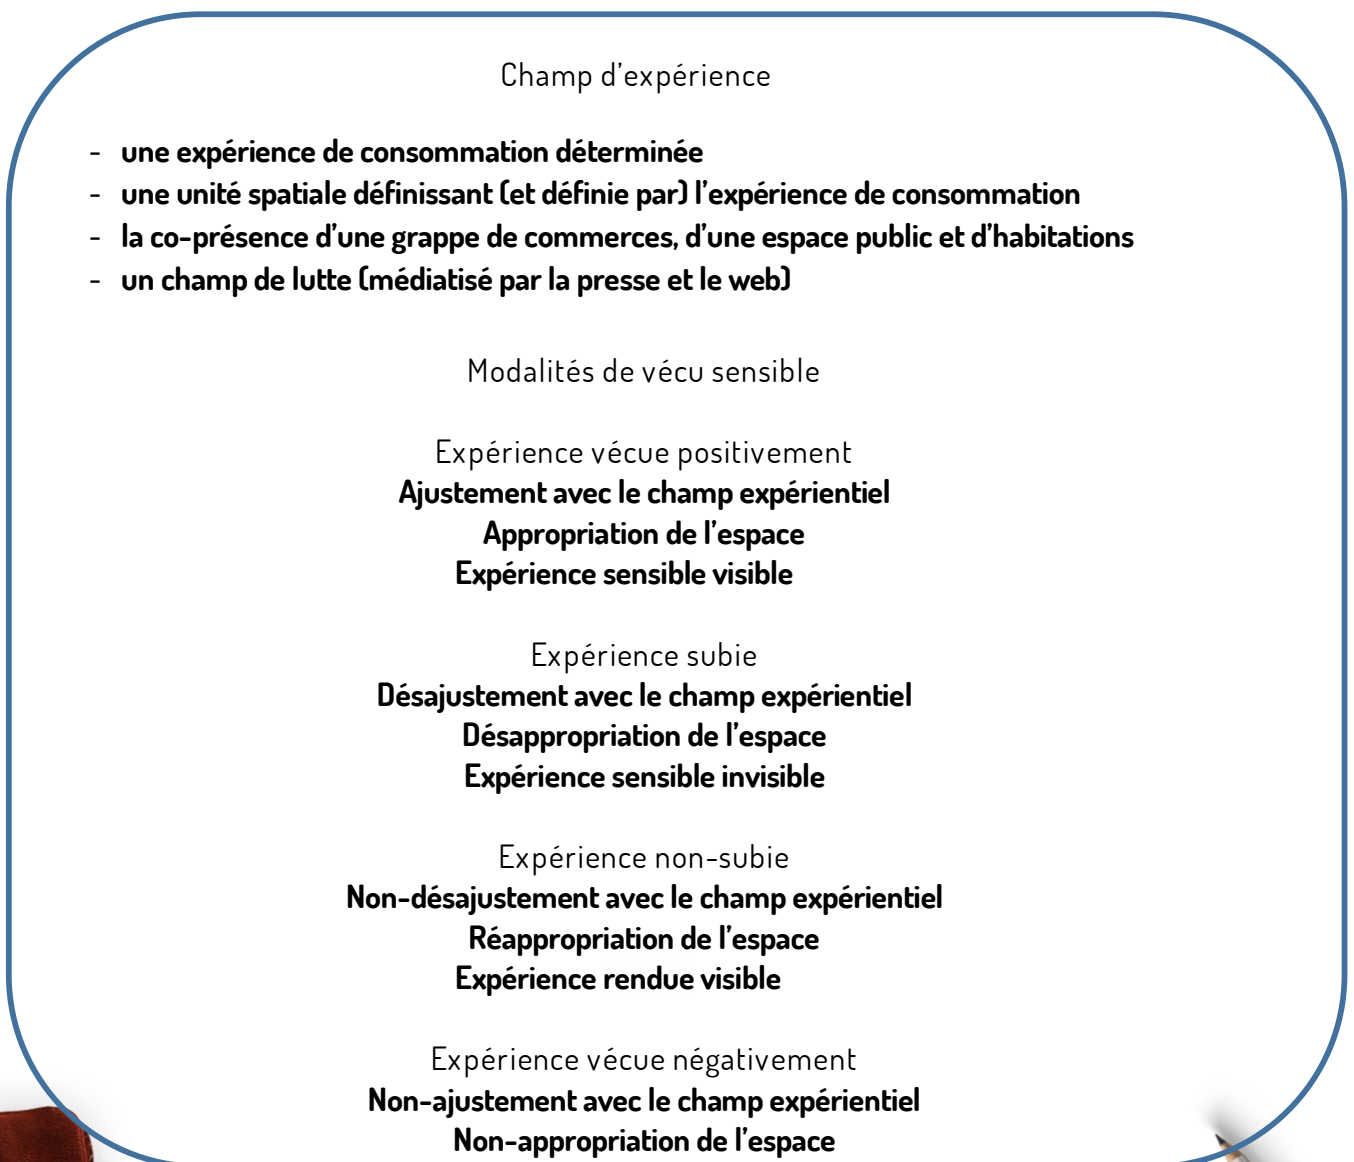 Champ d’expérience
- une expérience de consommation déterminée
- une unité spatiale définissant (et définie par) l’expérience de consommation
- la co-présence d’une grappe de commerces, d’une espace public et d’habitations
- un champ de lutte (médiatisé par la presse et le web)
Modalités de vécu sensible
Expérience vécue positivement
Ajustement avec le champ expérientiel
Appropriation de l’espace
Expérience sensible visible
Expérience subie
Désajustement avec le champ expérientiel
Désappropriation de l’espace
Expérience sensible invisible
Expérience non-subie
Non-désajustement avec le champ expérientiel
Réappropriation de l’espace
Expérience rendue visible
Expérience vécue négativement
Non-ajustement avec le champ expérientiel
Non-appropriation de l’espace